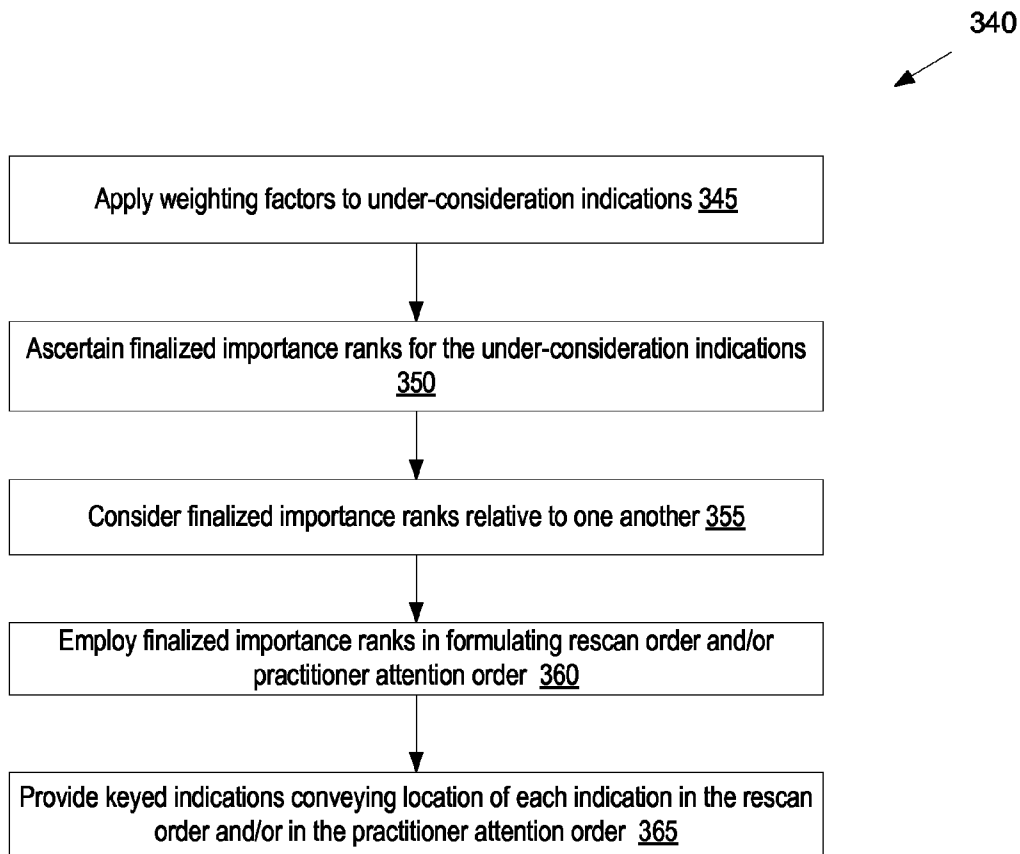 340
Apply weighting factors to under-consideration indications 345
Ascertain finalized importance ranks for the under-consideration indications
350
Consider finalized importance ranks relative to one another 355
Employ finalized importance ranks in formulating rescan order and/or
practitioner attention order 360
Provide keyed indications conveying location of each indication in the rescan
order and/or in the practitioner attention order 365